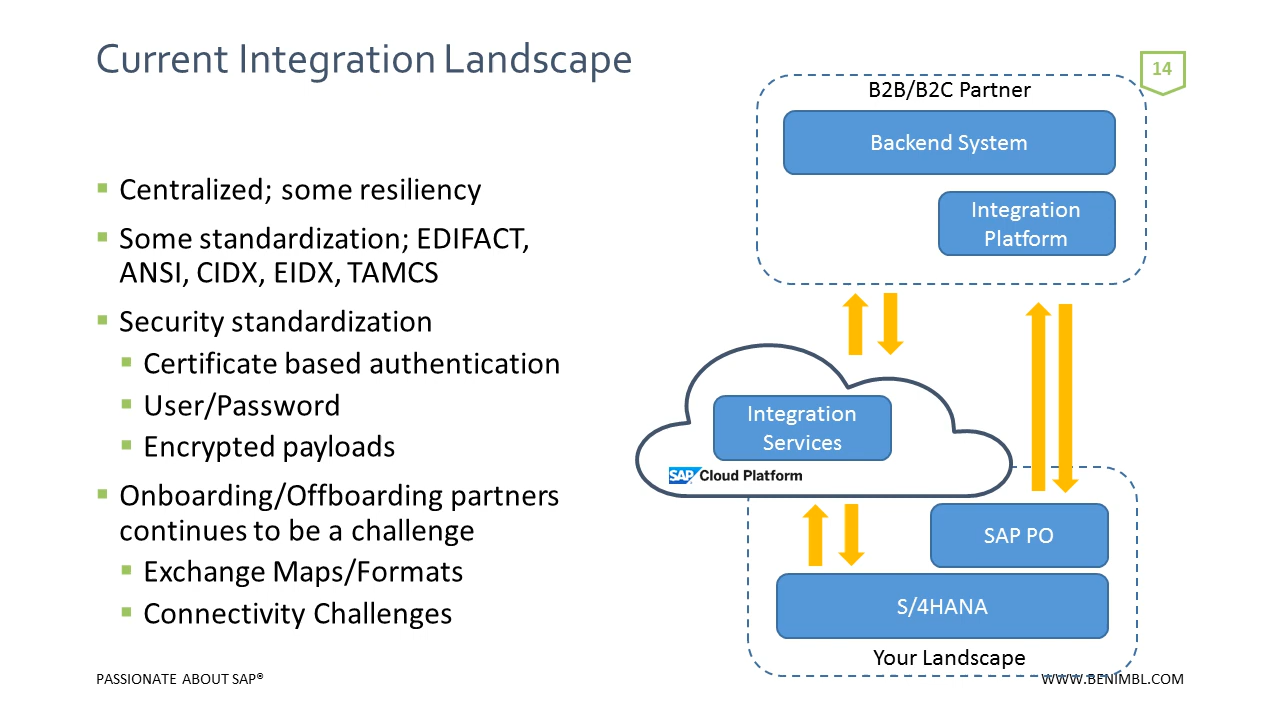 Current Integration Landscape
14
Centralized; some resiliency
Some standardization; EDIFACT,
ANSI, CIDX, EIDX, TAMCS
Security standardization
Certificate based authentication
User/Password
Encrypted payloads
Onboarding/Offboarding partners
continues to be a challenge
Exchange Maps/Formats
Connectivity Challenges
B2B/B2C Partner
Backend System
Integration
Platform
Integration
Services
SAP Cloud Platform
SAP PO
S/4HANA
Your Landscape
PASSIONATE ABOUT SAP®
WWW.BENIMBL.COM